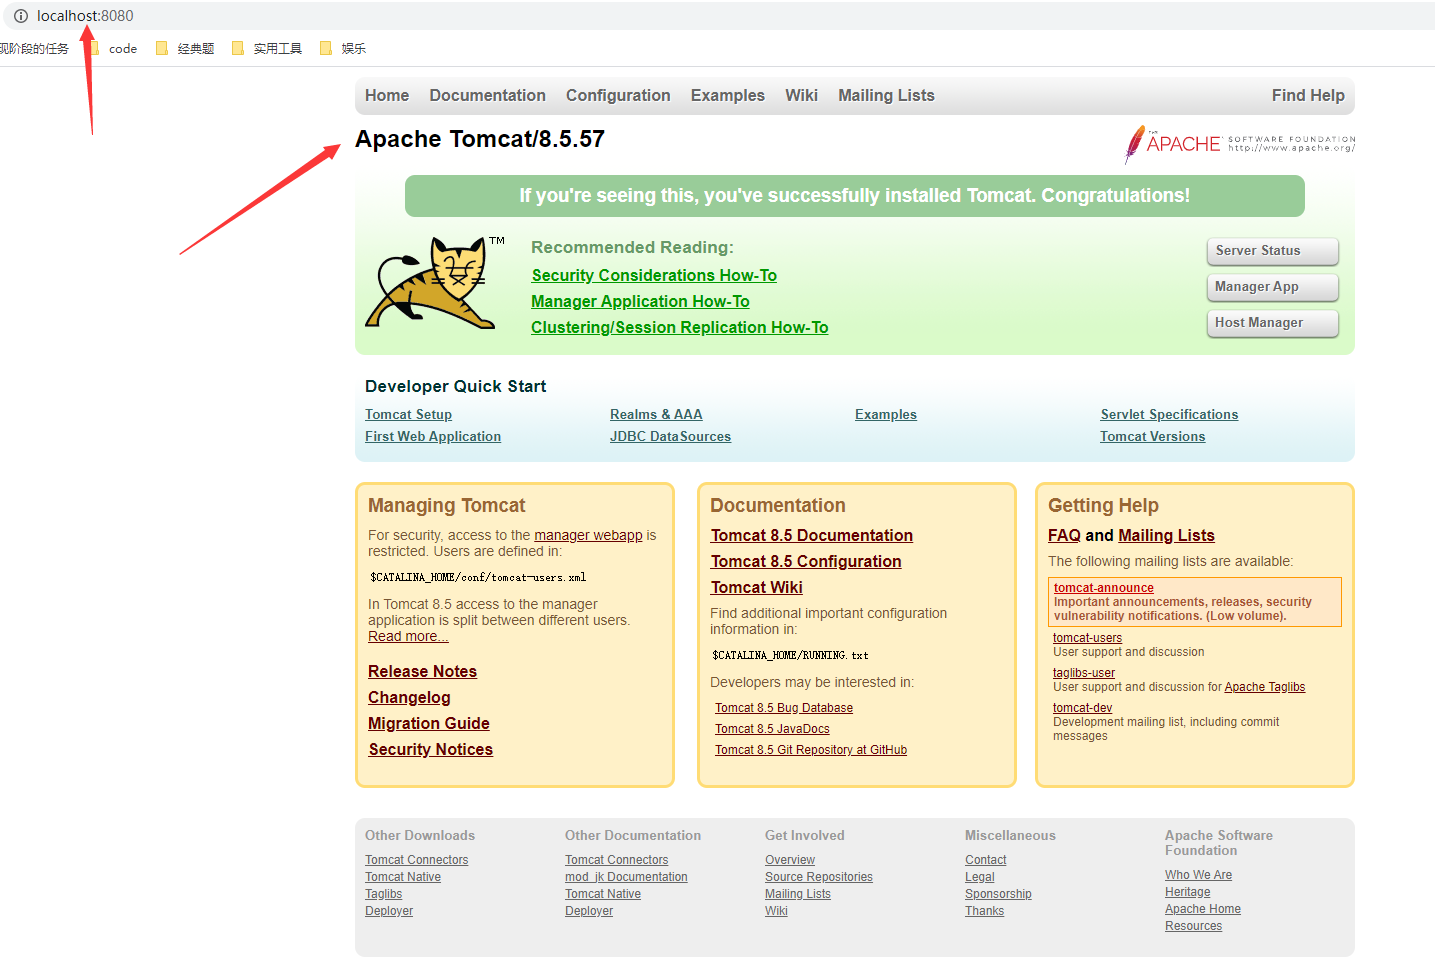 localhost:8080
现阶段的任务 code 经典题 实用工具 娱乐
Home Documentation Configuration Examples Wiki Mailing Lists Find Help
Apache Tomcat/8.5.57
THE APACHE SOFTWARE FOUNDATION
http://www.apache.org/
If you're seeing this, you've successfully installed Tomcat. Congratulations!
TM
Recommended Reading:
Security Considerations How-To
Manager Application How-To
Clustering/Session Replication How-To
Server Status
Manager App
Host Manager
Developer Quick Start
Tomcat Setup
First Web Application
Realms & AAA
JDBC DataSources
Examples
Servlet Specifications
Tomcat Versions
Managing Tomcat
For security, access to the manager webapp is
restricted. Users are defined in:
$CATALINA_HOME/conf/tomcat-users.xml
In Tomcat 8.5 access to the manager
application is split between different users.
Read more...
Release Notes
Changelog
Migration Guide
Security Notices
Documentation
Tomcat 8.5 Documentation
Tomcat 8.5 Configuration
Tomcat Wiki
Find additional important configuration
information in:
$CATALINA_HOME/RUNNING.txt
Developers may be interested in:
Tomcat 8.5 Bug Database
Tomcat 8.5 JavaDocs
Tomcat 8.5 Git Repository at GitHub
Getting Help
FAQ and Mailing Lists
The following mailing lists are available:
tomcat-announce
Important announcements, releases, security
vulnerability notifications. (Low volume).
tomcat-users
User support and discussion
taglibs-user
User support and discussion for Apache Taglibs
tomcat-dev
Development mailing list, including commit
messages
Other Downloads
Tomcat Connectors
Tomcat Native
Taglibs
Deployer
Other Documentation
Tomcat Connectors
mod_jk Documentation
Tomcat Native
Deployer
Get Involved
Overview
Source Repositories
Mailing Lists
Wiki
Miscellaneous
Contact
Legal
Sponsorship
Thanks
Apache Software
Foundation
Who We Are
Heritage
Apache Home
Resources